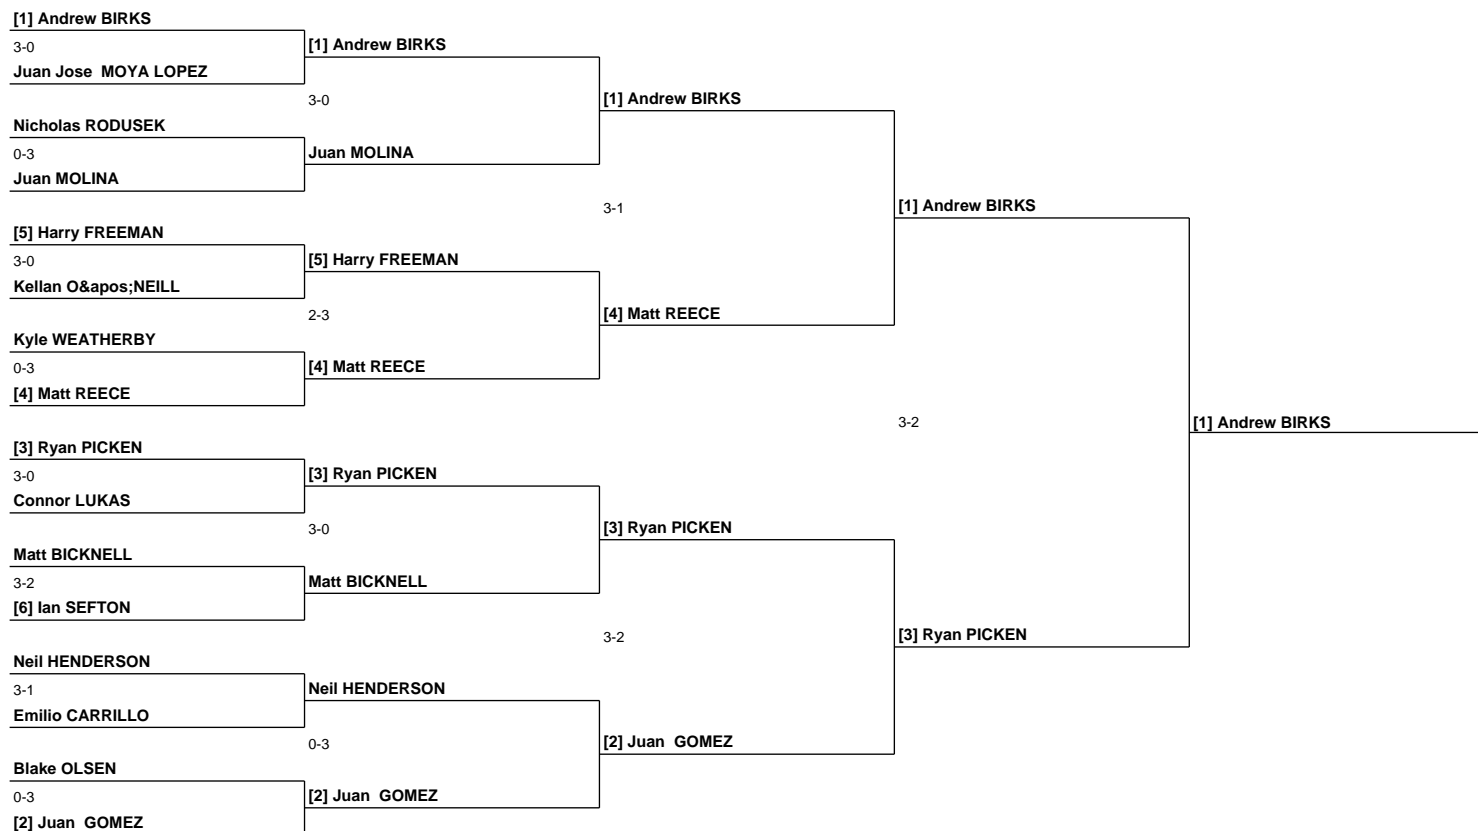 [1] Andrew BIRKS
3-0
Juan Jose  MOYA LOPEZ
Nicholas RODUSEK
0-3
Juan MOLINA
[5] Harry FREEMAN
3-0
Kellan O&apos;NEILL
Kyle WEATHERBY
0-3
[4] Matt REECE
[3] Ryan PICKEN
3-0
Connor LUKAS
Matt BICKNELL
3-2
[6] Ian SEFTON
Neil HENDERSON
3-1
Emilio CARRILLO
Blake OLSEN
0-3
[2] Juan  GOMEZ
[1] Andrew BIRKS
3-0
Juan MOLINA
[5] Harry FREEMAN
2-3
[4] Matt REECE
[3] Ryan PICKEN
3-0
Matt BICKNELL
Neil HENDERSON
0-3
[2] Juan  GOMEZ
[1] Andrew BIRKS
3-1
[4] Matt REECE
[3] Ryan PICKEN
3-2
[2] Juan  GOMEZ
[1] Andrew BIRKS
3-2
[3] Ryan PICKEN
[1] Andrew BIRKS